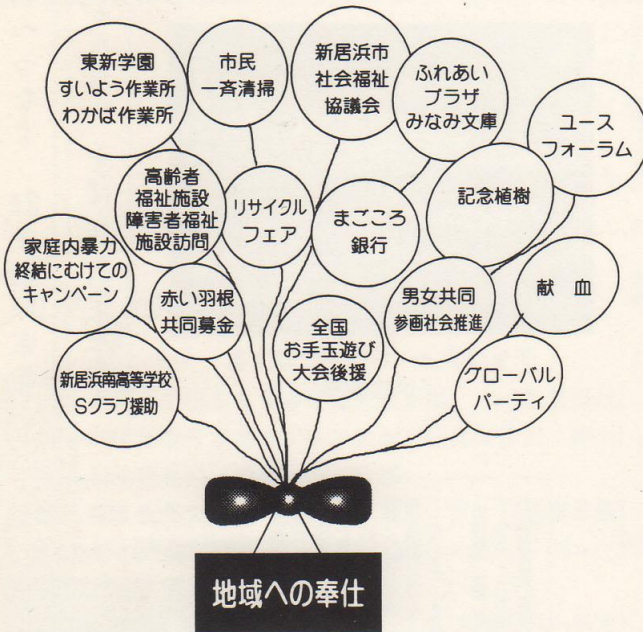 東新学園
すいよう作業所
わかば作業所
市民
一斉清掃
新居浜市
社会福祉
協議会
ふれあい
プラザ
みなみ文庫
ユース
フォーラム
高齢者
福祉施設
障害者福祉
施設訪問
リサイクル
フェア
まごころ
銀行
記念植樹
家庭内暴力
終結にむけての
キャンペーン
赤い羽根
共同募金
全国
お手玉遊び
大会後援
男女共同
参画社会推進
献血
新居浜南高等学校
Sクラブ援助
グローバル
パーティ
地域への奉仕